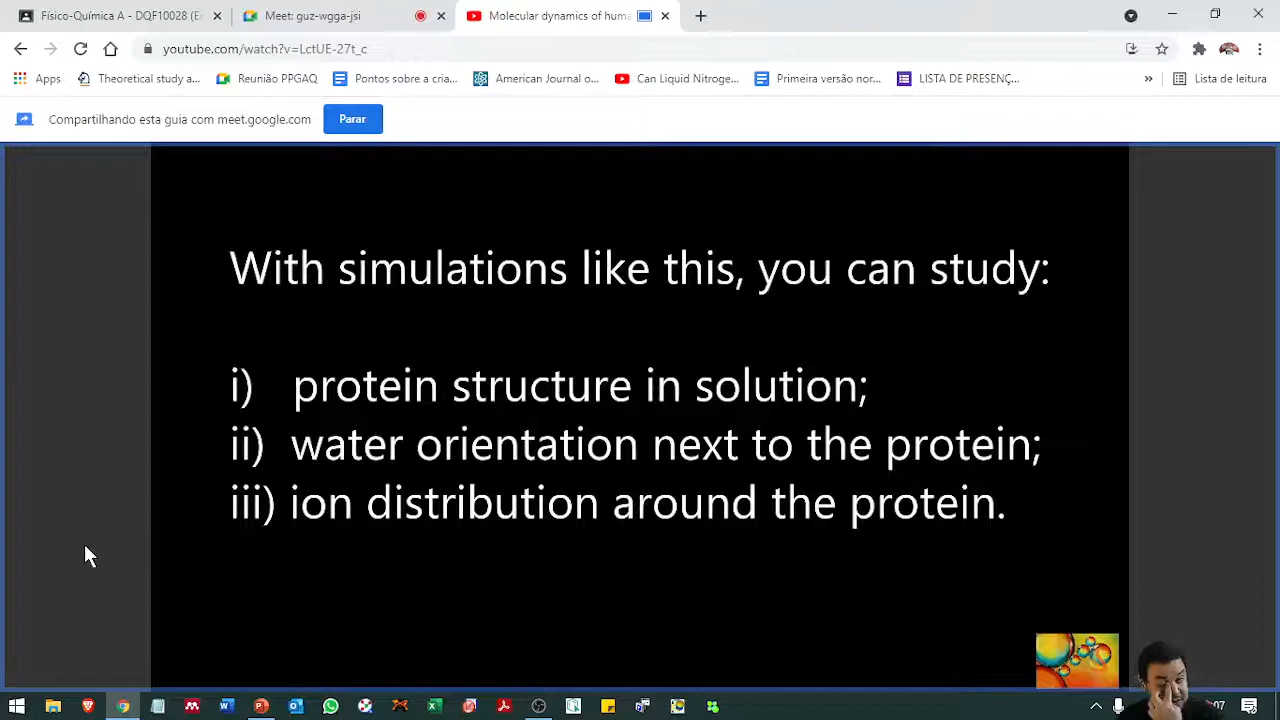 Físico-Química A - DQF10028 (E
Meet: guz-wgga-jsi
Molecular dynamics of huma
youtube.com/watch?v=LctUE-27t_c
Apps
Theoretical study a...
Reunião PPGAQ
Pontos sobre a cria...
American Journal o...
Can Liquid Nitroge...
Primeira versão nor...
LISTA DE PRESENÇ...
»
Lista de leitura
Compartilhando esta guia com meet.google.com
Parar
With simulations like this, you can study:
i) protein structure in solution;
ii) water orientation next to the protein;
iii) ion distribution around the protein.
07